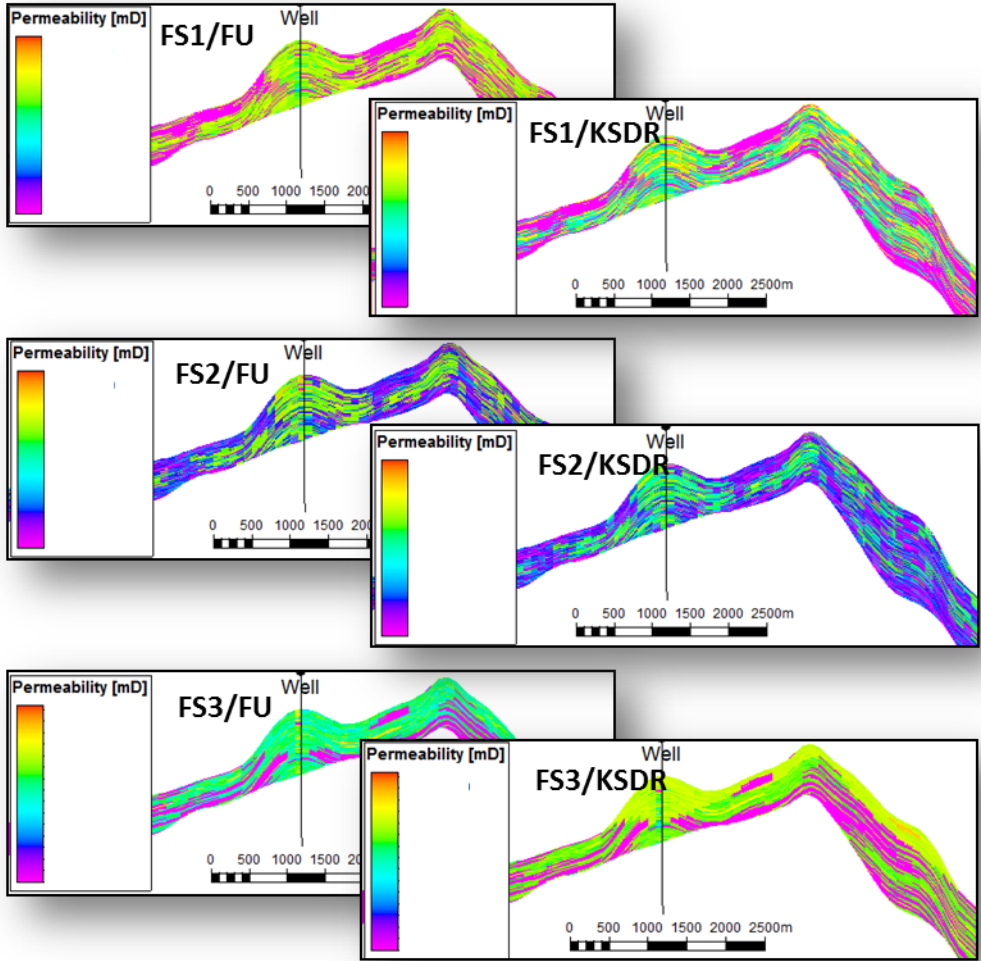 Permeability [mD]
FS1/FU
Well
0 500 1000 1500 200
Permeability [mD]
FS1/KSDR
Well
0 500 1000 1500 2000 2500m
Permeability [mD]
FS2/FU
Well
0 500 1000 1500 200
Permeability [mD]
FS2/KSDR
Well
0 500 1000 1500 2000 2500m
Permeability [mD]
FS3/FU
Well
0 500 1000 1500 200
Permeability [mD]
FS3/KSDR
Well
0 500 1000 1500 2000 2500m